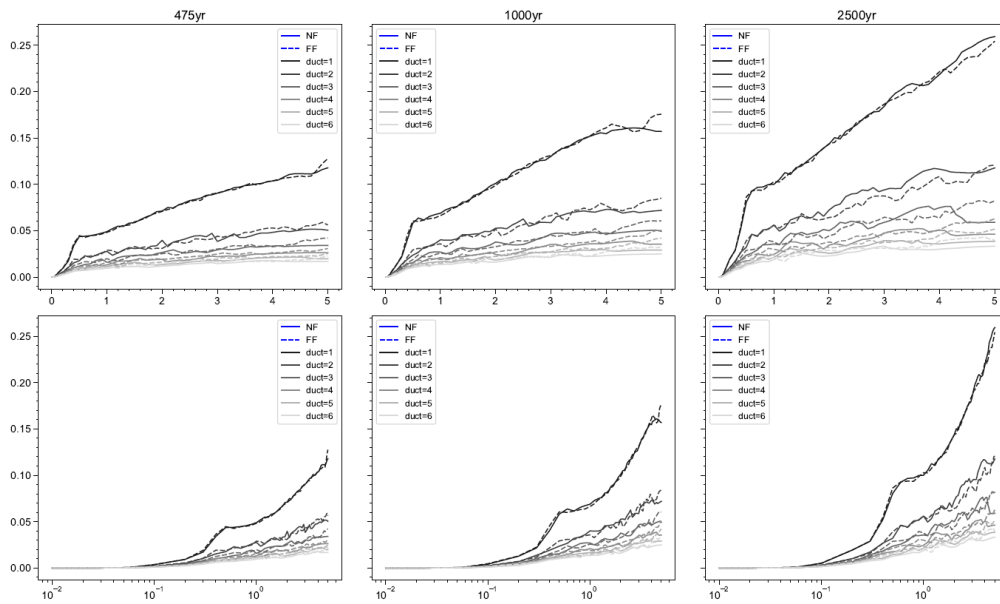 475yr
1000yr
2500yr
0.25
0.20
0.15
0.10
0.05
0.00
NF
FF
duct=1
duct=2
duct=3
duct=4
duct=5
duct=6
0 1 2 3 4 5
NF
FF
duct=1
duct=2
duct=3
duct=4
duct=5
duct=6
0 1 2 3 4 5
NF
FF
duct=1
duct=2
duct=3
duct=4
duct=5
duct=6
0 1 2 3 4 5
0.25
0.20
0.15
0.10
0.05
0.00
NF
FF
duct=1
duct=2
duct=3
duct=4
duct=5
duct=6
10⁻² 10⁻¹ 10⁰
NF
FF
duct=1
duct=2
duct=3
duct=4
duct=5
duct=6
10⁻² 10⁻¹ 10⁰
NF
FF
duct=1
duct=2
duct=3
duct=4
duct=5
duct=6
10⁻² 10⁻¹ 10⁰